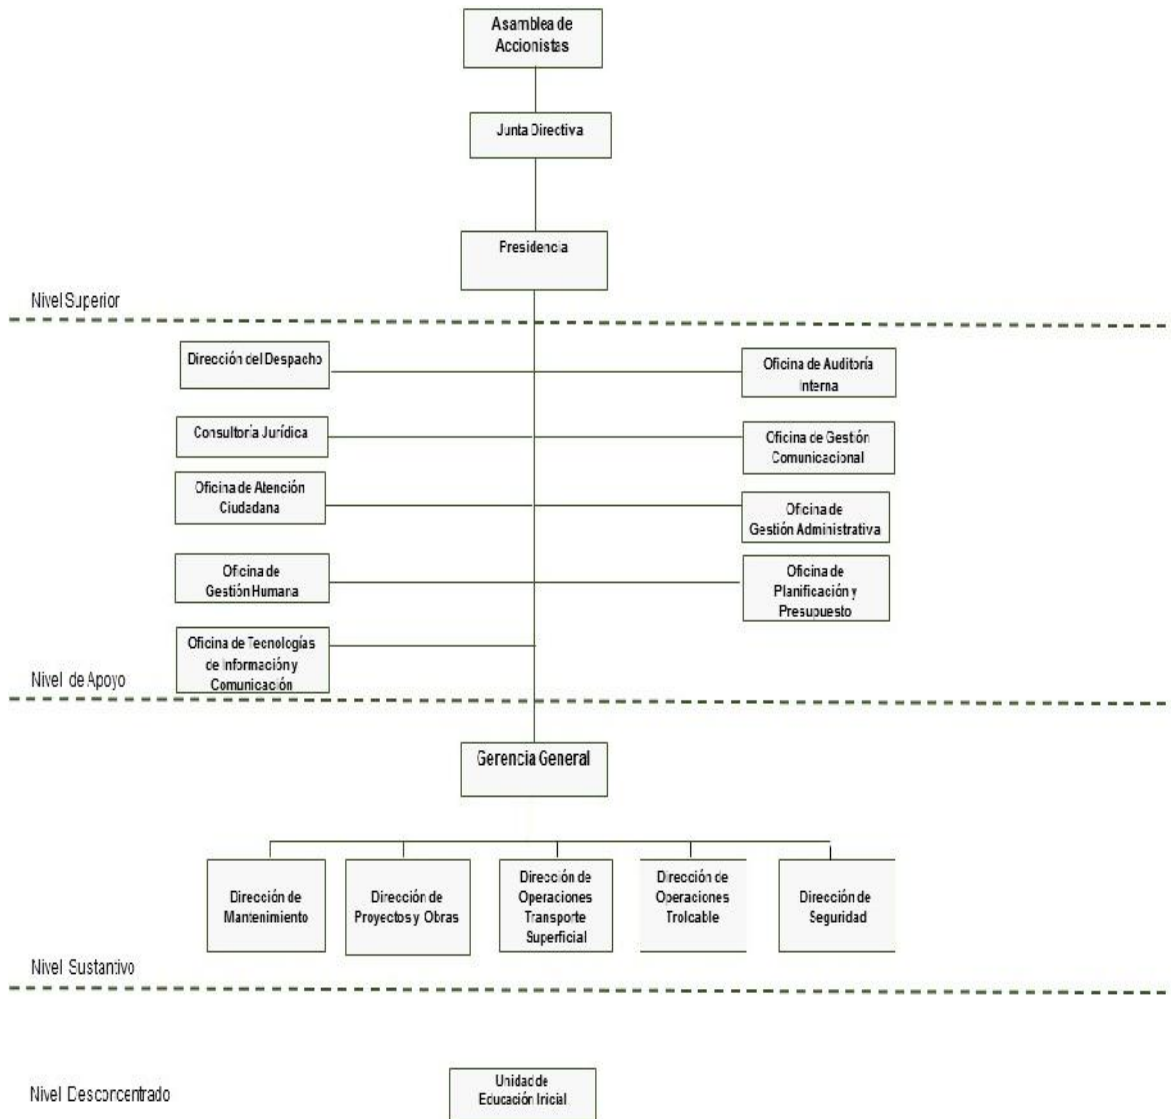 Asamblea de
Accionistas
Junta Directiva
Presidencia
Nivel Superior
Dirección del Despacho
Oficina de Auditoría
Interna
Consultoría Jurídica
Oficina de Gestión
Comunicacional
Oficina de Atención
Ciudadana
Oficina de
Gestión Administrativa
Oficina de
Gestión Humana
Oficina de
Planificación y
Presupuesto
Oficina de Tecnologías
de Información y
Comunicación
Nivel de Apoyo
Gerencia General
Dirección de
Mantenimiento
Dirección de
Proyectos y Obras
Dirección de
Operaciones
Transporte
Superficial
Dirección de
Operaciones
Trolcable
Dirección de
Seguridad
Nivel Sustantivo
Nivel Desconcentrado
Unidad de
Educación Inicial